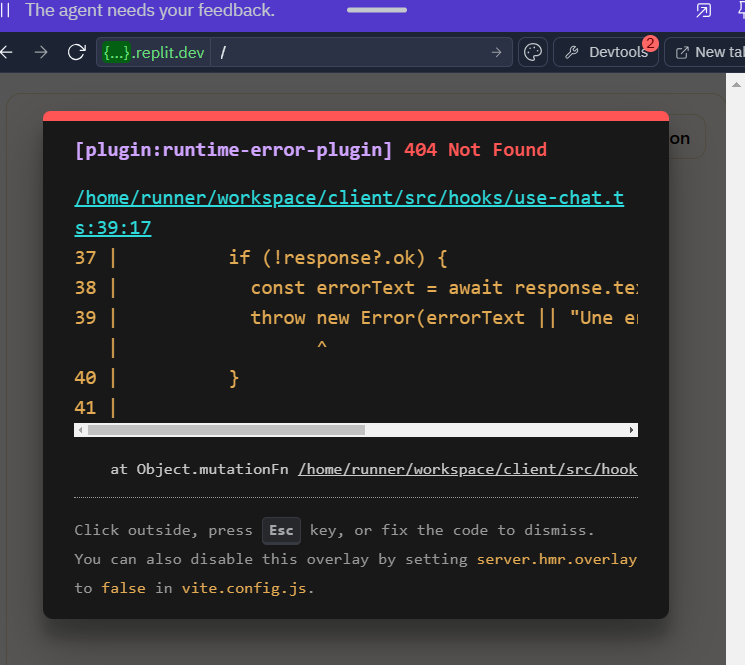 The agent needs your feedback.
{...}.replit.dev / Devtools 2 New tab
on
[plugin:runtime-error-plugin] 404 Not Found
/home/runner/workspace/client/src/hooks/use-chat.t
s:39:17
37 | if (!response?.ok) {
38 | const errorText = await response.te
39 | throw new Error(errorText || "Une e
| ^
40 | }
41 |
at Object.mutationFn /home/runner/workspace/client/src/hook
Click outside, press Esc key, or fix the code to dismiss.
You can also disable this overlay by setting server.hmr.overlay
to false in vite.config.js.